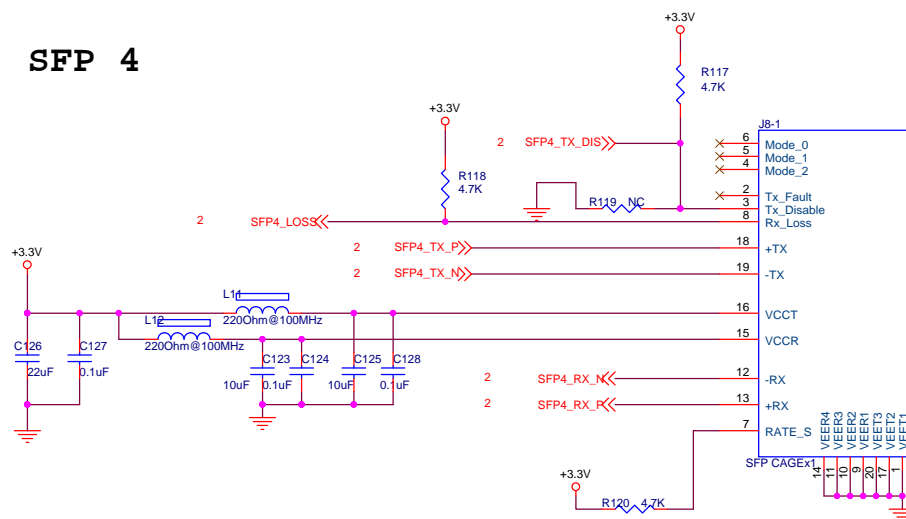 SFP 4
+3.3V
R117
4.7K
+3.3V
J8-1
2 SFP4_TX_DIS
6 Mode_0
5 Mode_1
4 Mode_2
R118
4.7K
2 Tx_Fault
R119 NC
3 Tx_Disable
2 SFP4_LOSS
8 Rx_Loss
2 SFP4_TX_P
18 +TX
2 SFP4_TX_N
19 -TX
+3.3V
L11
220Ohm@100MHz
16 VCCT
L12
220Ohm@100MHz
15 VCCR
C126
22uF
C127
0.1uF
C123
10uF
C124
0.1uF
C125
10uF
C128
0.1uF
2 SFP4_RX_N
12 -RX
2 SFP4_RX_P
13 +RX
7 RATE_S
VEER4
VEER3
VEER2
VEER1
VEET3
VEET2
VEET1
SFP CAGEx1
14
11
10
9
20
17
1
+3.3V
R120 4.7K